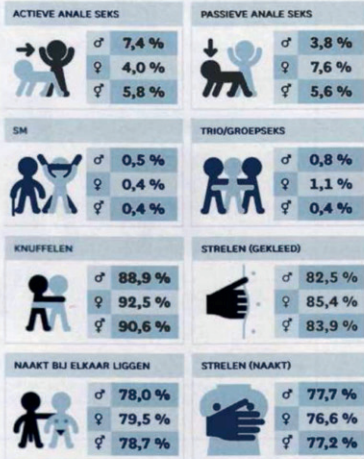 ACTIEVE ANALE SEKS
♂ 7,4 %
♀ 4,0 %
⚥ 5,8 %
PASSIEVE ANALE SEKS
♂ 3,8 %
♀ 7,6 %
⚥ 5,6 %
SM
♂ 0,5 %
♀ 0,4 %
⚥ 0,4 %
TRIO/GROEPSEKS
♂ 0,8 %
♀ 1,1 %
⚥ 0,4 %
KNUFFELEN
♂ 88,9 %
♀ 92,5 %
⚥ 90,6 %
STRELEN (GEKLEED)
♂ 82,5 %
♀ 85,4 %
⚥ 83,9 %
NAAKT BIJ ELKAAR LIGGEN
♂ 78,0 %
♀ 79,5 %
⚥ 78,7 %
STRELEN (NAAKT)
♂ 77,7 %
♀ 76,6 %
⚥ 77,2 %